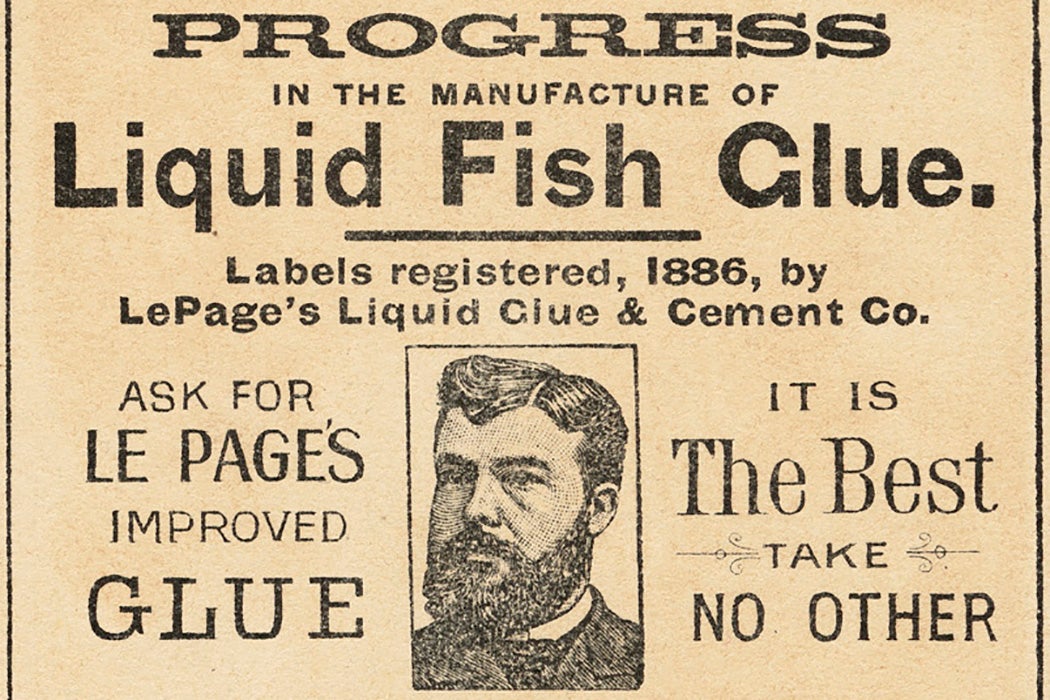 PROGRESS
IN THE MANUFACTURE OF
Liquid Fish Glue.
Labels registered, 1886, by
LePage's Liquid Glue & Cement Co.
ASK FOR
LE PAGE'S
IMPROVED
GLUE
IT IS
The Best
TAKE
NO OTHER